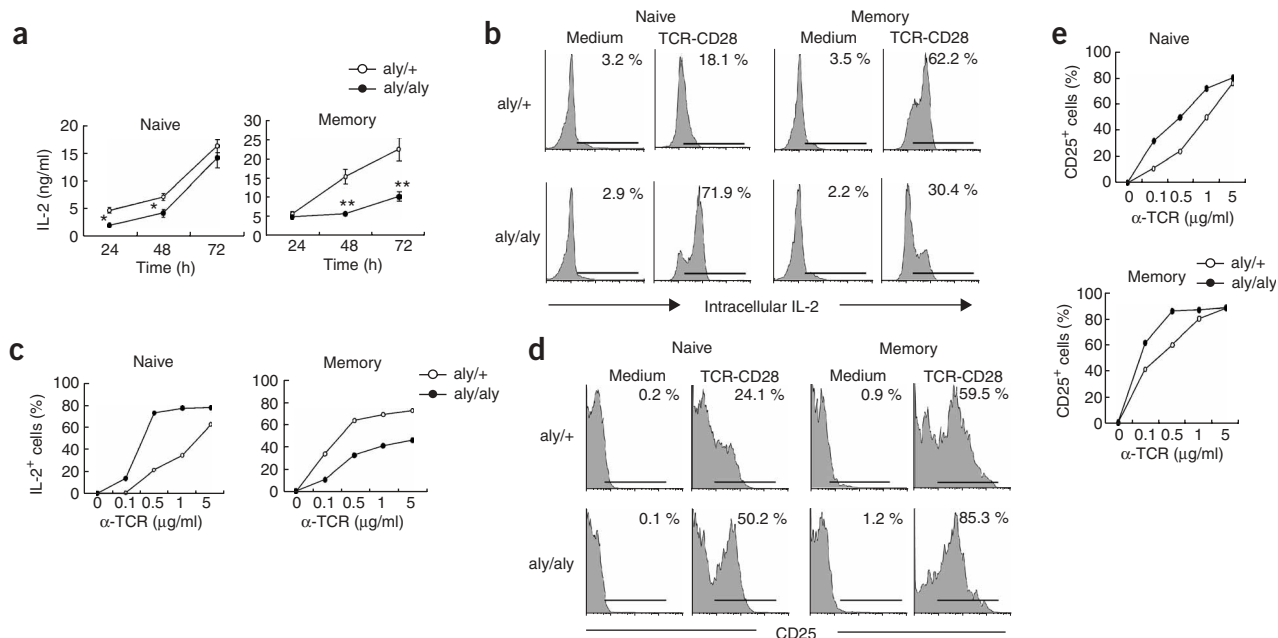 a
aly/+
aly/aly
Naive
Memory
IL-2 (ng/ml)
20
15
10
5
0
24 48 72
Time (h)
30
25
20
15
10
5
0
24 48 72
Time (h)
b
Naive
Memory
Medium TCR-CD28 Medium TCR-CD28
aly/+
3.2 % 18.1 % 3.5 % 62.2 %
aly/aly
2.9 % 71.9 % 2.2 % 30.4 %
Intracellular IL-2
c
Naive
Memory
aly/+
aly/aly
IL-2+ cells (%)
100
80
60
40
20
0
0 0.1 0.5 1 5
α-TCR (μg/ml)
100
80
60
40
20
0
0 0.1 0.5 1 5
α-TCR (μg/ml)
d
Naive
Memory
Medium TCR-CD28 Medium TCR-CD28
aly/+
0.2 % 24.1 % 0.9 % 59.5 %
aly/aly
0.1 % 50.2 % 1.2 % 85.3 %
CD25
e
Naive
CD25+ cells (%)
100
80
60
40
20
0
0 0.1 0.5 1 5
α-TCR (μg/ml)
aly/+
aly/aly
Memory
CD25+ cells (%)
100
80
60
40
20
0
0 0.1 0.5 1 5
α-TCR (μg/ml)